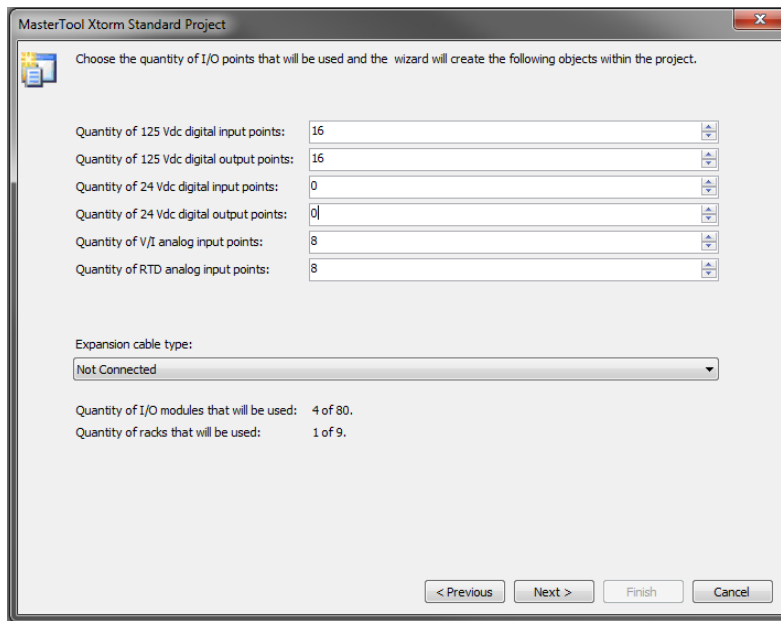 MasterTool Xtorm Standard Project
Choose the quantity of I/O points that will be used and the wizard will create the following objects within the project.
Quantity of 125 Vdc digital input points: 16
Quantity of 125 Vdc digital output points: 16
Quantity of 24 Vdc digital input points: 0
Quantity of 24 Vdc digital output points: 0
Quantity of V/I analog input points: 8
Quantity of RTD analog input points: 8
Expansion cable type:
Not Connected
Quantity of I/O modules that will be used: 4 of 80.
Quantity of racks that will be used: 1 of 9.
< Previous Next > Finish Cancel